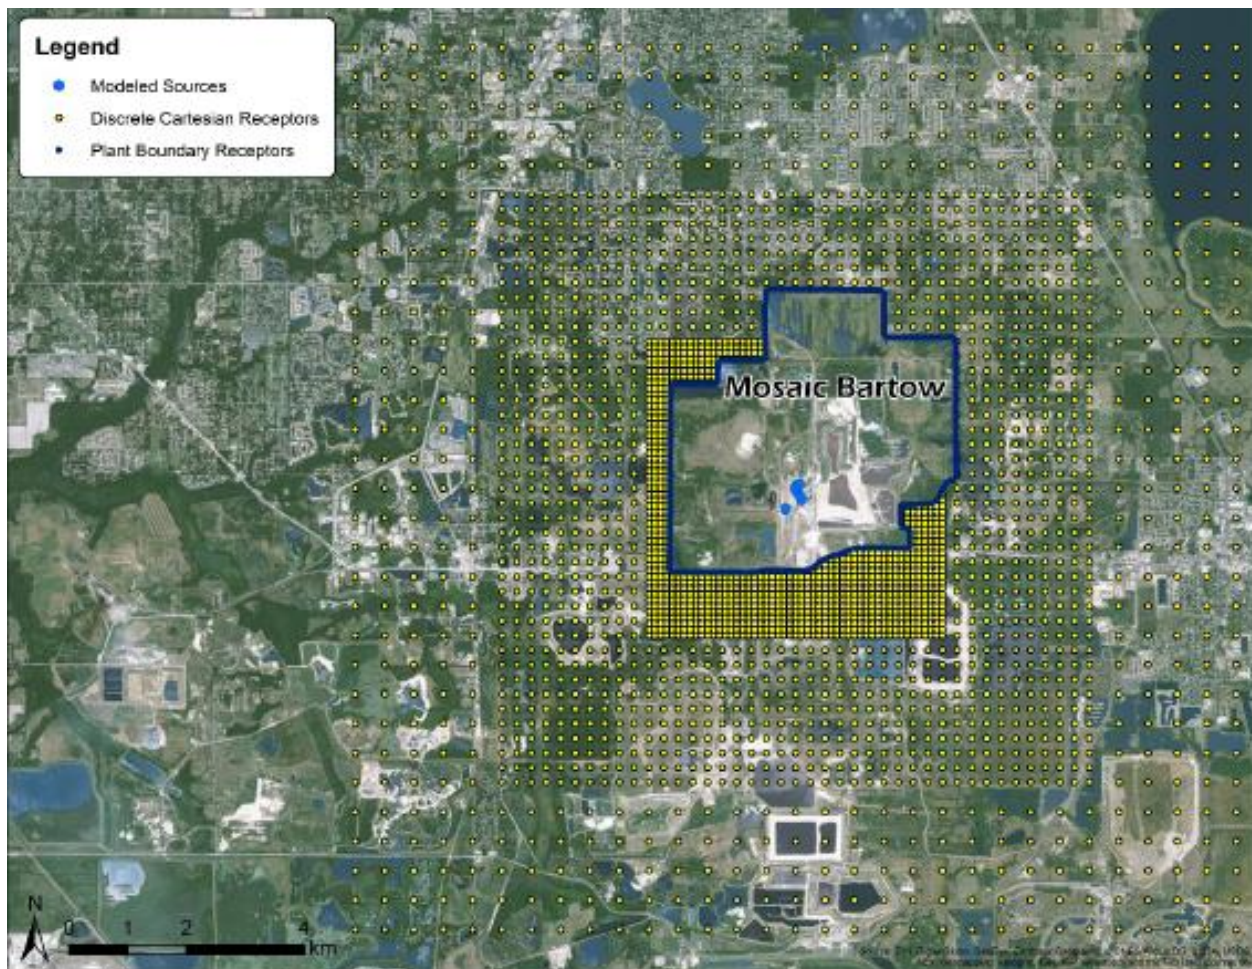 Legend
Modeled Sources
Discrete Cartesian Receptors
Plant Boundary Receptors
Mosaic Bartow
N
0 1 2 4
km